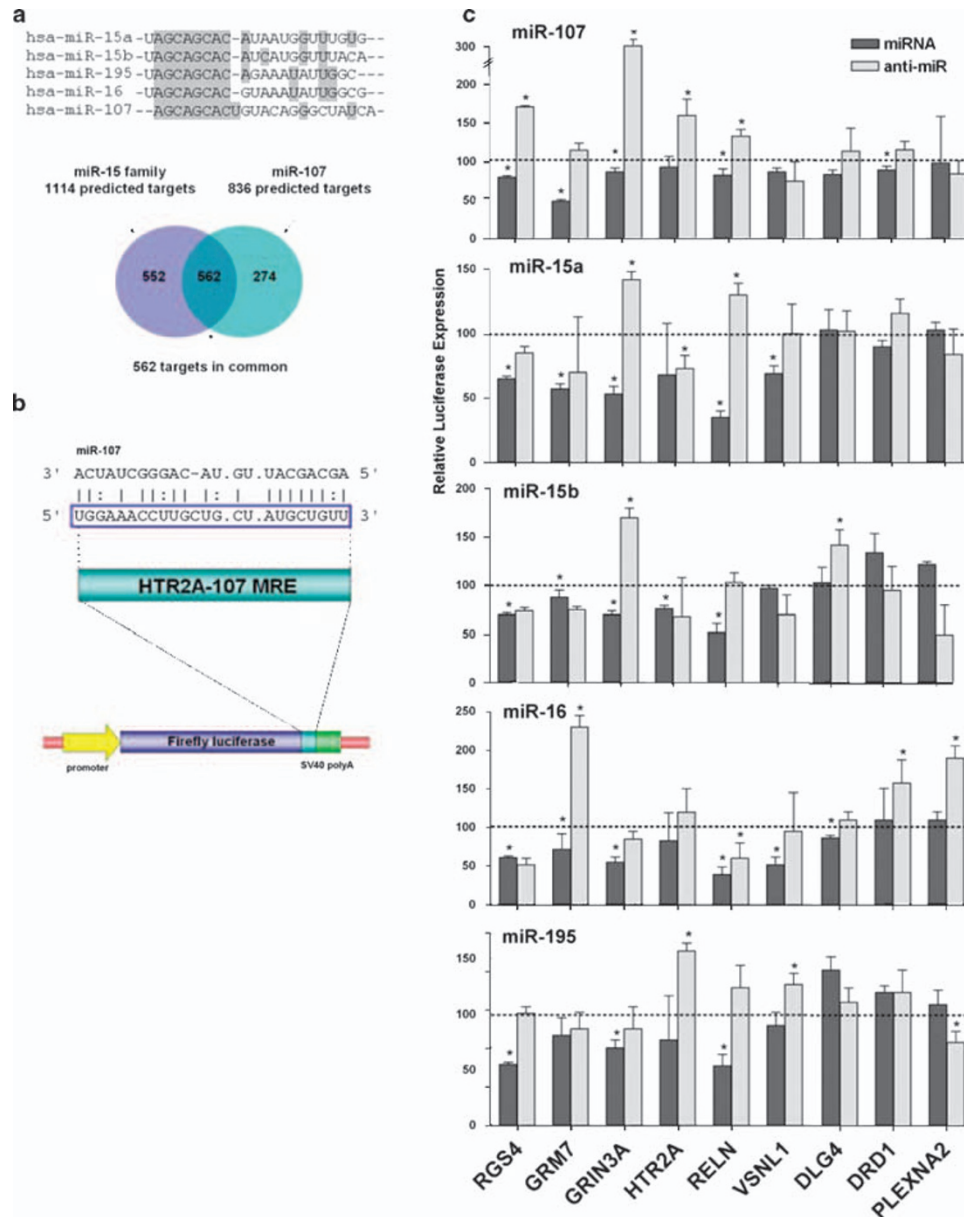 a
hsa-miR-15a -UAGCAGCAC-AUAAUGGUUUGUG--
hsa-miR-15b -UAGCAGCAC-AUCAUGGUUUACA--
hsa-miR-195 -UAGCAGCAC-AGAAAUAUUGGC---
hsa-miR-16 -UAGCAGCAC-GUAAAUAUUGGCG--
hsa-miR-107 --AGCAGCACUGUACAGGGCUAUCA-
miR-15 family
1114 predicted targets
miR-107
836 predicted targets
552
562
274
562 targets in common
b
miR-107
3' ACUAUCGGGAC-AU.GU.UACGACGA 5'
5' UGGAAACCUUGCUG.CU.AUGCUGUU 3'
HTR2A-107 MRE
Firefly luciferase
promoter
SV40 polyA
c
miRNA
anti-miR
Relative Luciferase Expression
miR-107
300
200
150
100
50
0
miR-15a
150
100
50
0
miR-15b
200
150
100
50
0
miR-16
250
200
150
100
50
0
miR-195
150
100
50
0
RGS4
GRM7
GRIN3A
HTR2A
RELN
VSNL1
DLG4
DRD1
PLEXNA2